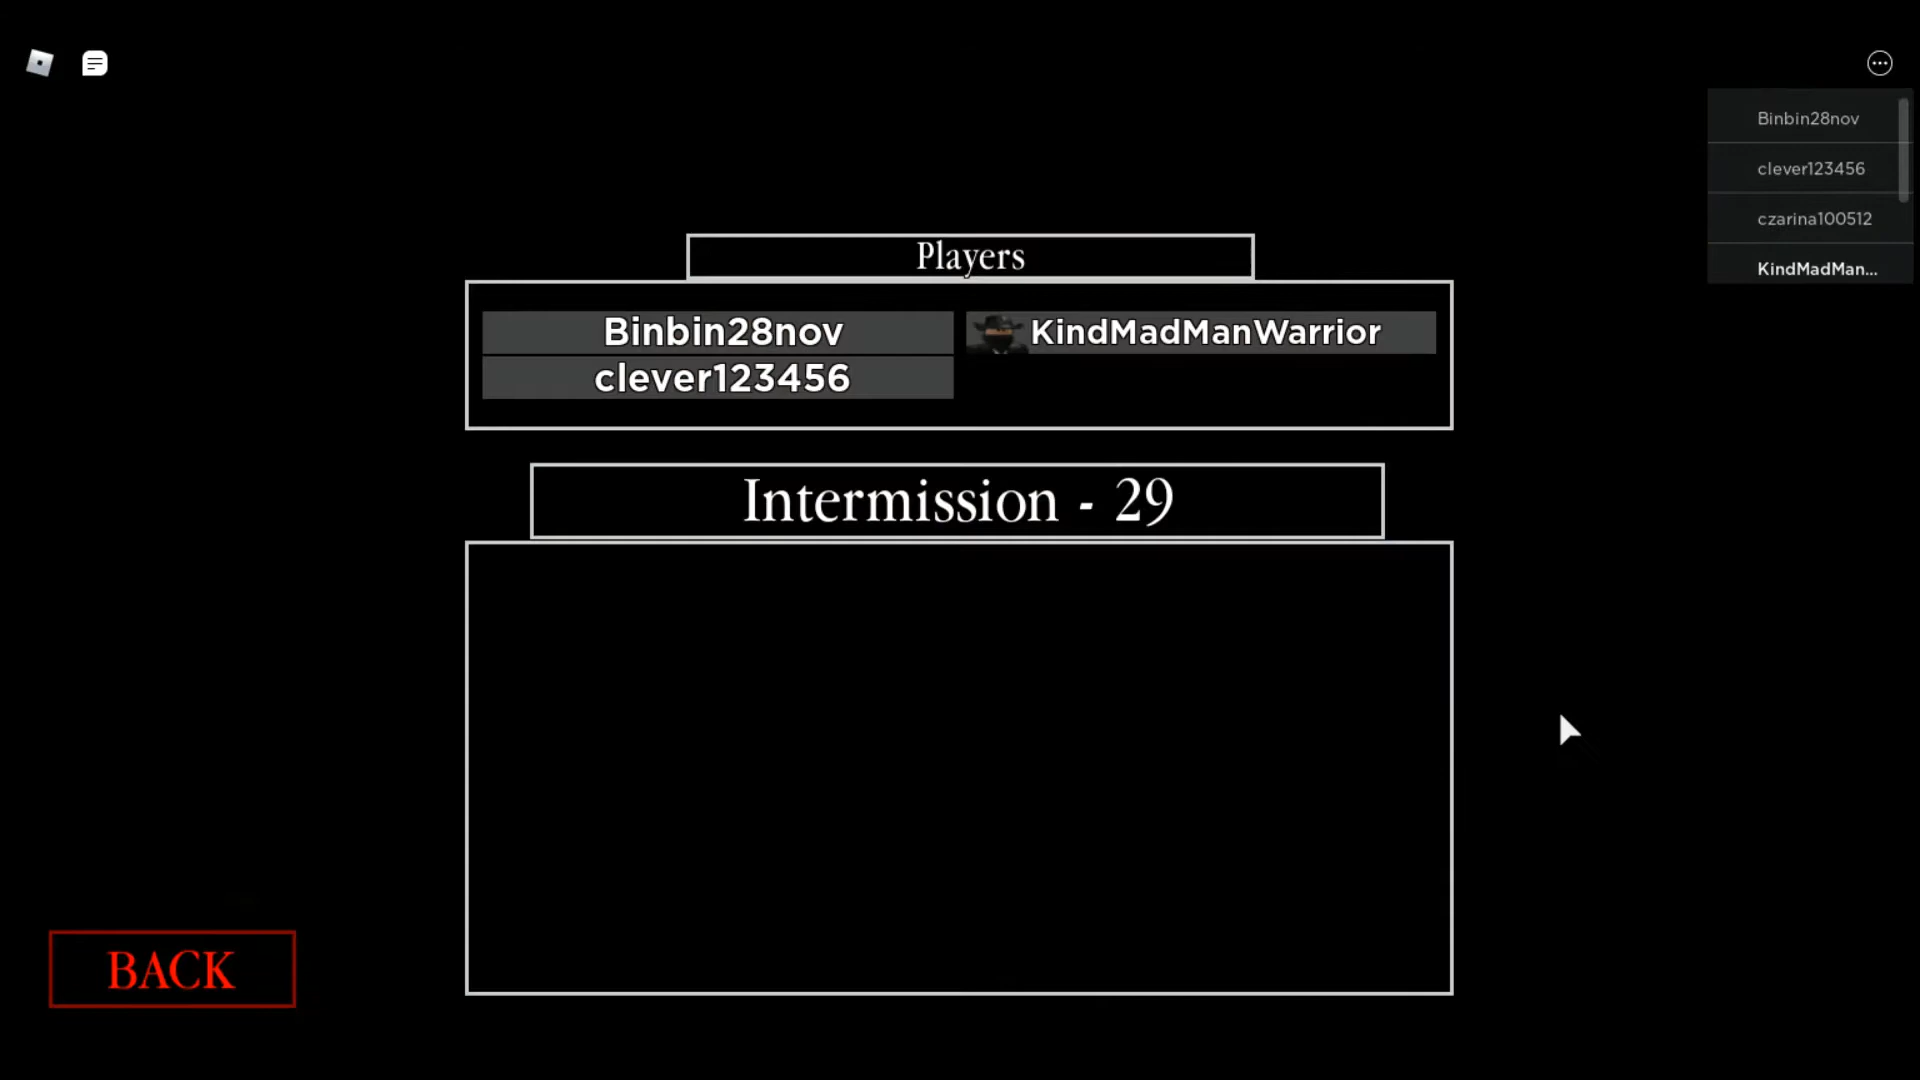 Binbin28nov
clever123456
czarina100512
KindMadMan...
Players
Binbin28nov
KindMadManWarrior
clever123456
Intermission - 29
BACK